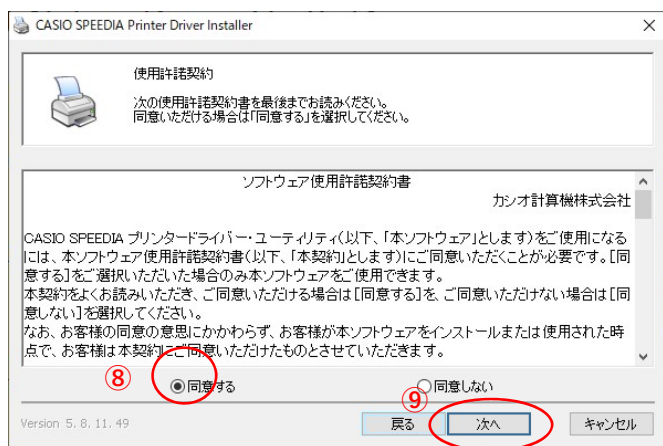 CASIO SPEEDIA Printer Driver Installer
使用許諾契約
次の使用許諾契約書を最後までお読みください。
同意いただける場合は「同意する」を選択してください。
ソフトウェア使用許諾契約書
カシオ計算機株式会社
CASIO SPEEDIA プリンタードライバー・ユーティリティ(以下、「本ソフトウェア」とします)をご使用になる
には、本ソフトウェア使用許諾契約書(以下、「本契約」とします)にご同意いただくことが必要です。[同
意する]をご選択いただいた場合のみ本ソフトウェアをご使用できます。
本契約をよくお読みいただき、ご同意いただける場合は[同意する]を、ご同意いただけない場合は[同
意しない]を選択してください。
なお、お客様の同意の意思にかかわらず、お客様が本ソフトウェアをインストールまたは使用された時
点で、お客様は本契約にご同意いただけたものとさせていただきます。
⑧ 同意する 同意しない
⑨
Version 5.8.11.49 戻る 次へ キャンセル